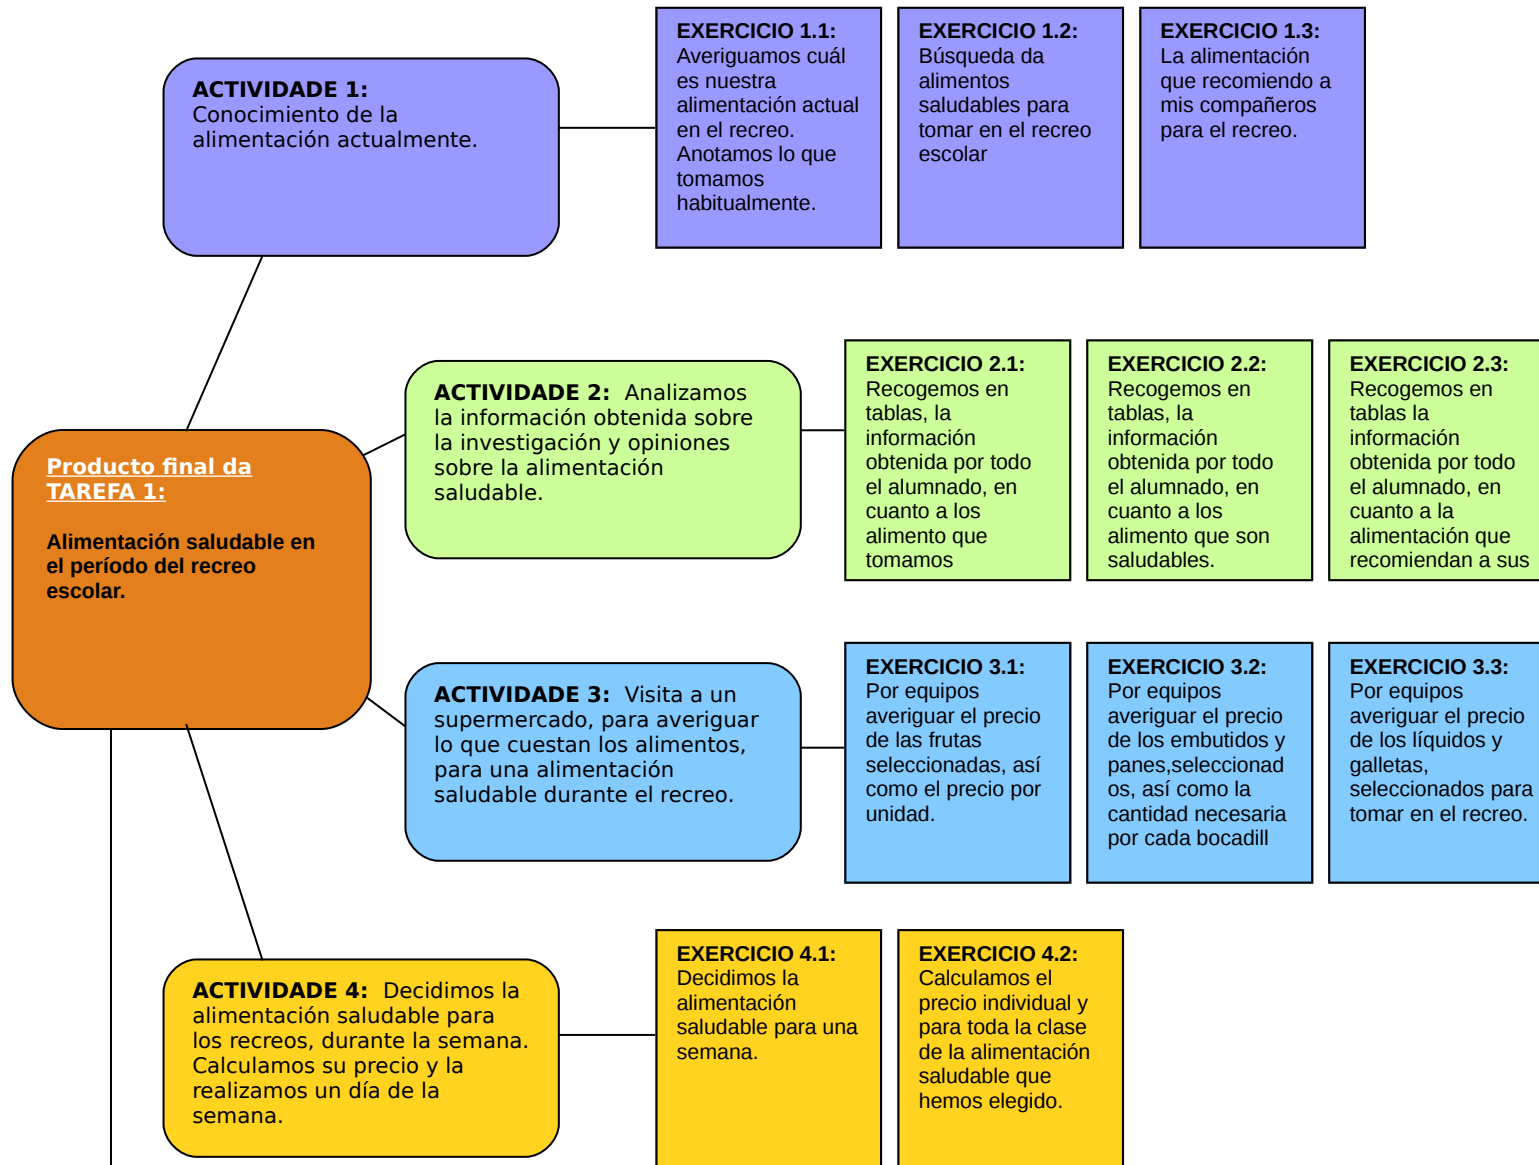 EXERCICIO 1.1:
Averiguamos cuál
es nuestra
alimentación actual
en el recreo.
Anotamos lo que
tomamos
habitualmente.
EXERCICIO 1.2:
Búsqueda da
alimentos
saludables para
tomar en el recreo
escolar
EXERCICIO 1.3:
La alimentación
que recomiendo a
mis compañeros
para el recreo.
ACTIVIDADE 1:
Conocimiento de la
alimentación actualmente.
ACTIVIDADE 2:  Analizamos
la información obtenida sobre
la investigación y opiniones
sobre la alimentación
saludable.
EXERCICIO 2.1:
Recogemos en
tablas, la
información
obtenida por todo
el alumnado, en
cuanto a los
alimento que
tomamos
EXERCICIO 2.2:
Recogemos en
tablas, la
información
obtenida por todo
el alumnado, en
cuanto a los
alimento que son
saludables.
EXERCICIO 2.3:
Recogemos en
tablas la
información
obtenida por todo
el alumnado, en
cuanto a la
alimentación que
recomiendan a sus
Producto final da
TAREFA 1:
Alimentación saludable en
el período del recreo
escolar.
ACTIVIDADE 3:  Visita a un
supermercado, para averiguar
lo que cuestan los alimentos,
para una alimentación
saludable durante el recreo.
EXERCICIO 3.1:
Por equipos
averiguar el precio
de las frutas
seleccionadas, así
como el precio por
unidad.
EXERCICIO 3.2:
Por equipos
averiguar el precio
de los embutidos y
panes,seleccionad
os, así como la
cantidad necesaria
por cada bocadill
EXERCICIO 3.3:
Por equipos
averiguar el precio
de los líquidos y
galletas,
seleccionados para
tomar en el recreo.
ACTIVIDADE 4:  Decidimos la
alimentación saludable para
los recreos, durante la semana.
Calculamos su precio y la
realizamos un día de la
semana.
EXERCICIO 4.1:
Decidimos la
alimentación
saludable para una
semana.
EXERCICIO 4.2:
Calculamos el
precio individual y
para toda la clase
de la alimentación
saludable que
hemos elegido.